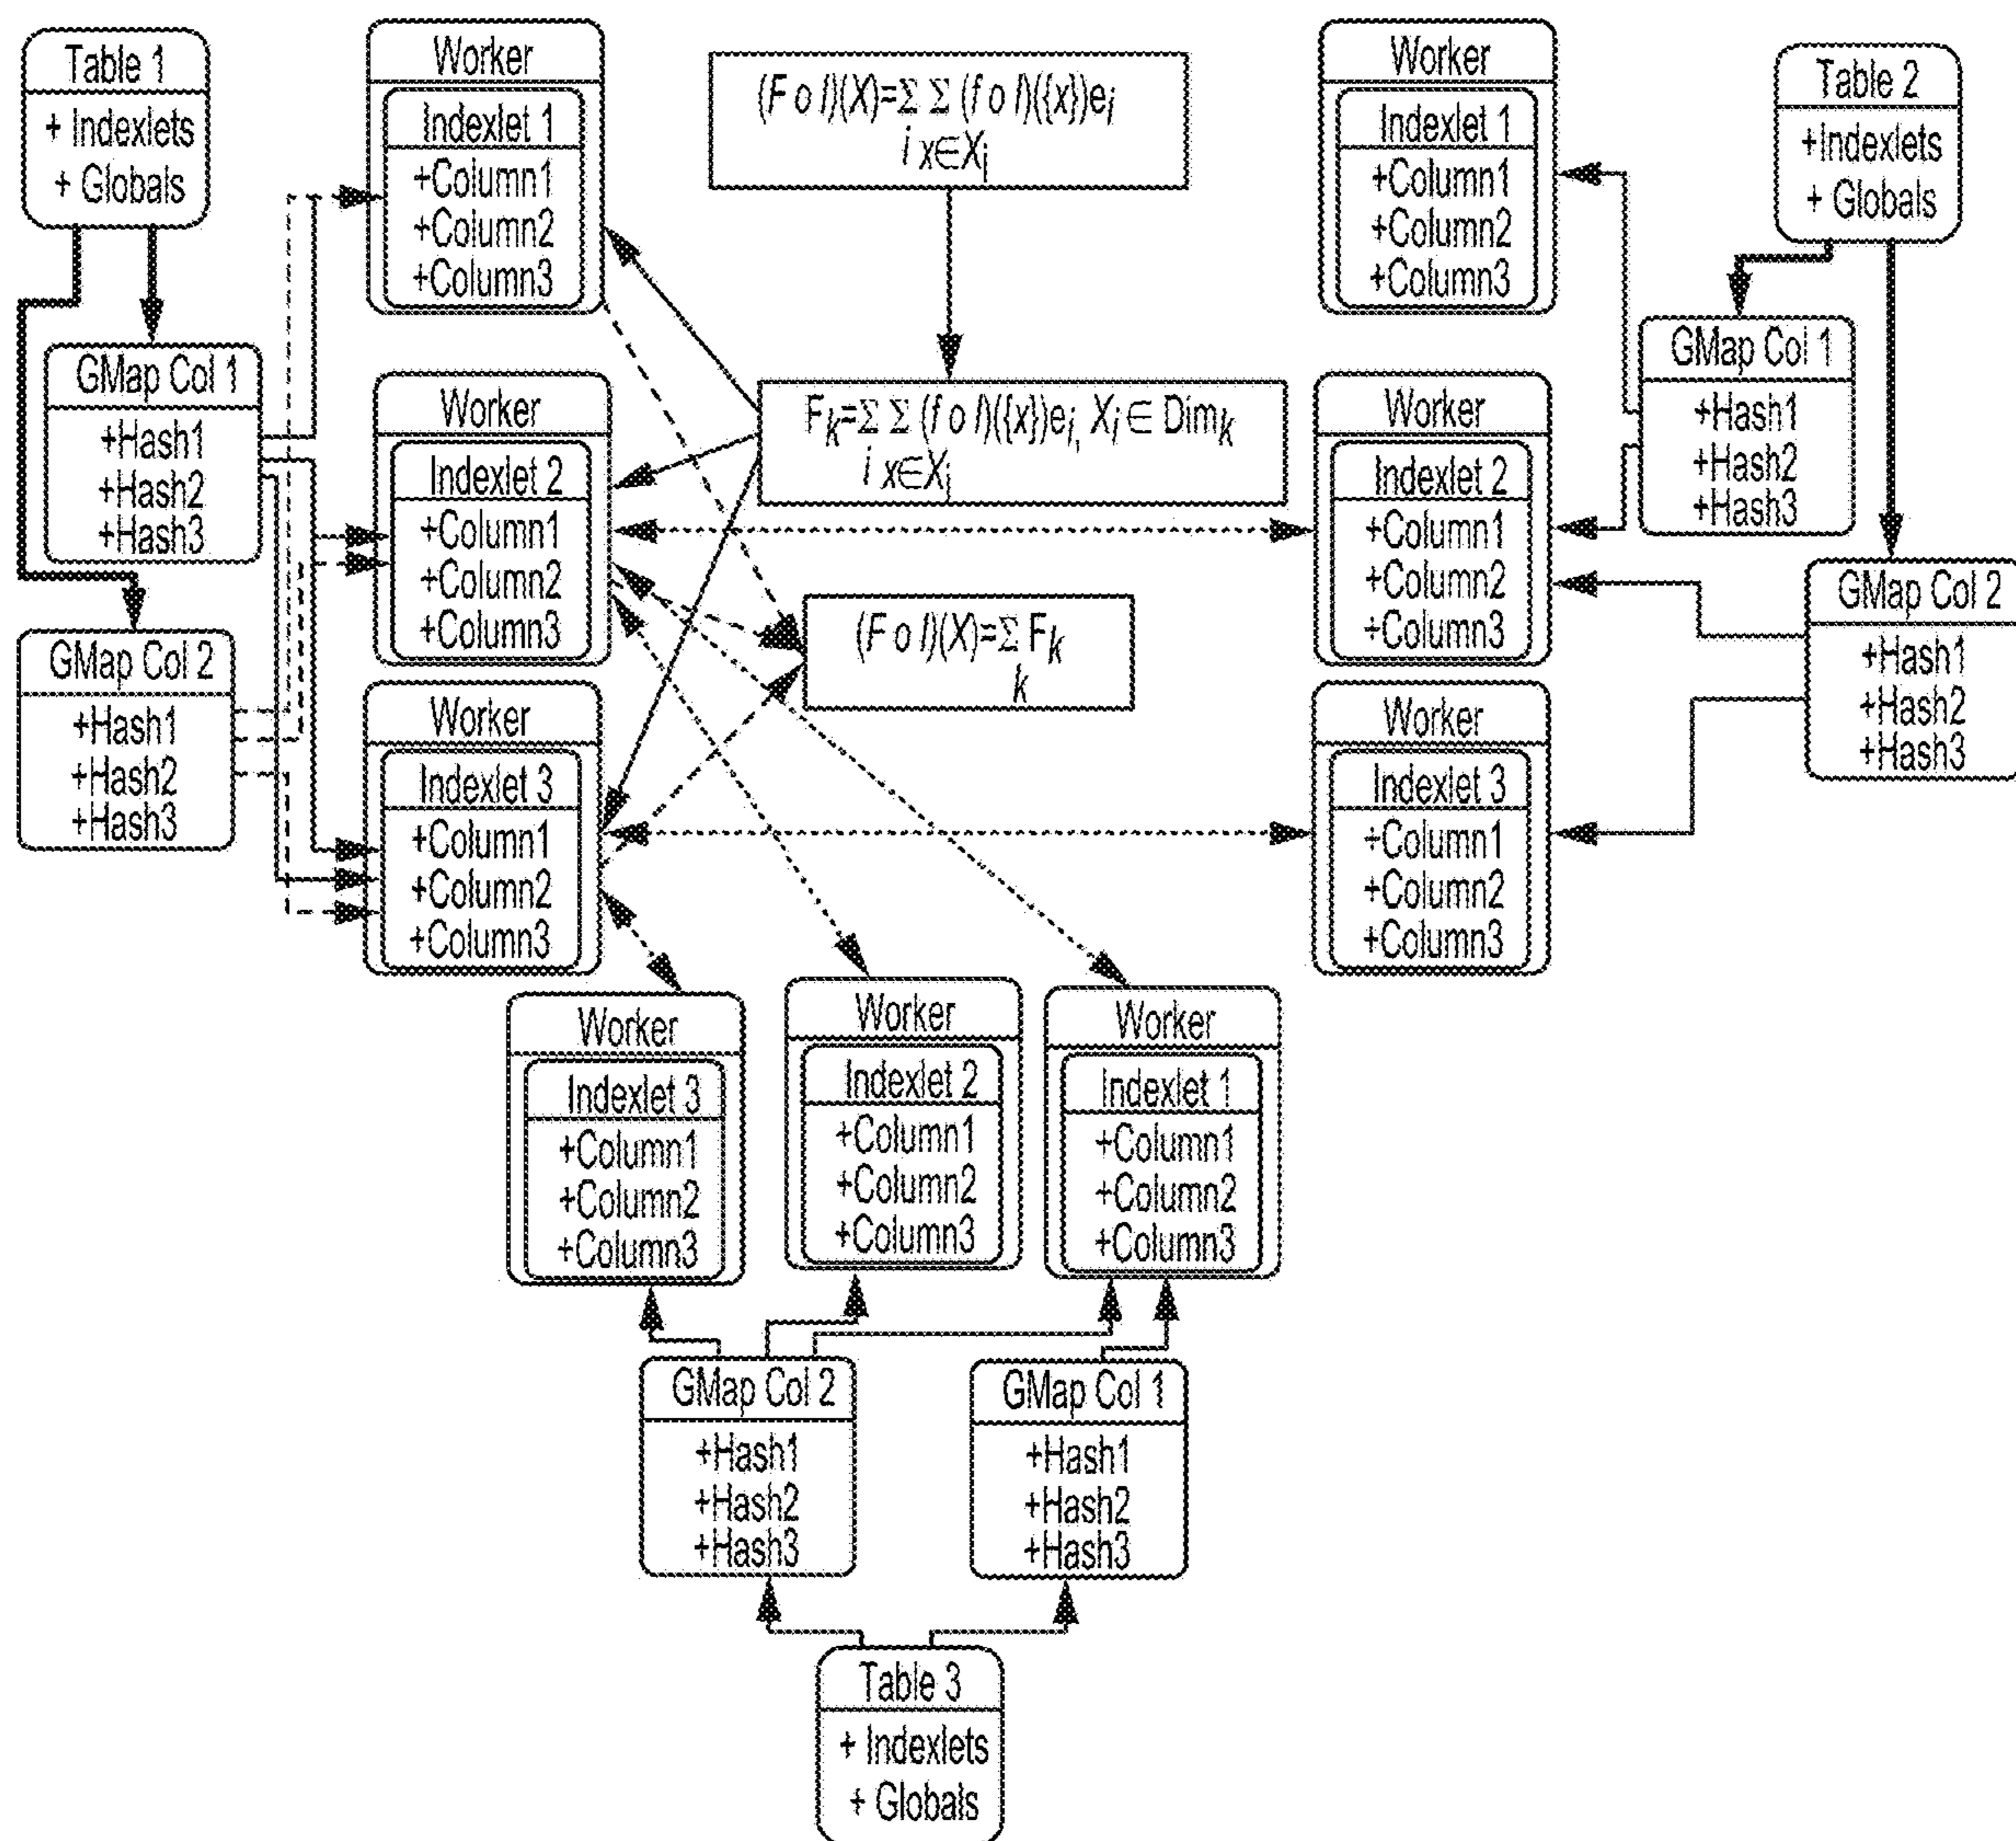 Table 1
+ Indexlets
+ Globals
GMap Col 1
+Hash1
+Hash2
+Hash3
GMap Col 2
+Hash1
+Hash2
+Hash3
Worker
Indexlet 1
+Column1
+Column2
+Column3
Worker
Indexlet 2
+Column1
+Column2
+Column3
Worker
Indexlet 3
+Column1
+Column2
+Column3
(F o I)(X)=Σ Σ (f o I)({x})e_i
i x∈X_i
F_k=Σ Σ (f o I)({x})e_i, X_i ∈ Dim_k
i x∈X_i
(F o I)(X)=Σ F_k
k
Worker
Indexlet 1
+Column1
+Column2
+Column3
Worker
Indexlet 2
+Column1
+Column2
+Column3
Worker
Indexlet 3
+Column1
+Column2
+Column3
Table 2
+Indexlets
+ Globals
GMap Col 1
+Hash1
+Hash2
+Hash3
GMap Col 2
+Hash1
+Hash2
+Hash3
Worker
Indexlet 3
+Column1
+Column2
+Column3
Worker
Indexlet 2
+Column1
+Column2
+Column3
Worker
Indexlet 1
+Column1
+Column2
+Column3
GMap Col 2
+Hash1
+Hash2
+Hash3
GMap Col 1
+Hash1
+Hash2
+Hash3
Table 3
+ Indexlets
+ Globals